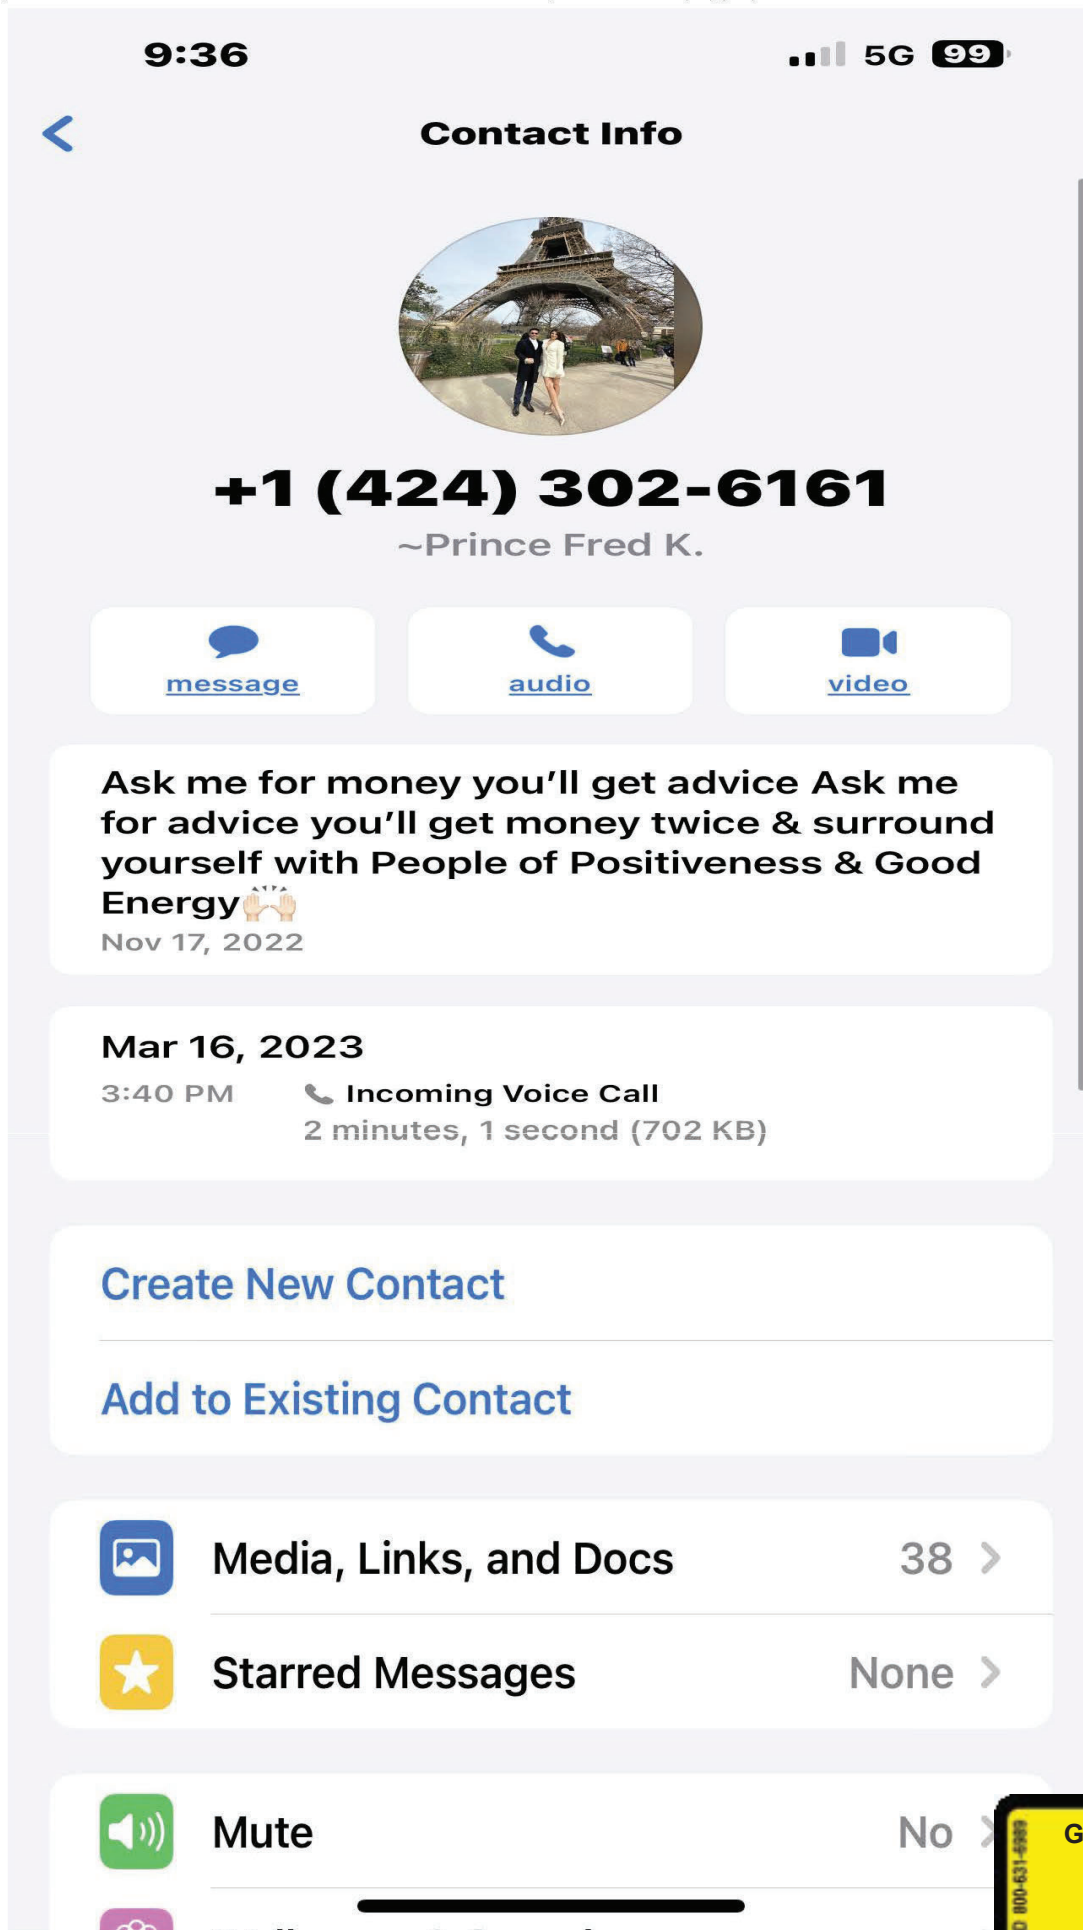 9:36
5G 99
Contact Info
+1 (424) 302-6161
~Prince Fred K.
message
audio
video
Ask me for money you’ll get advice Ask me
for advice you’ll get money twice & surround
yourself with People of Positiveness & Good
Energy🙌🏻
Nov 17, 2022
Mar 16, 2023
3:40 PM Incoming Voice Call
2 minutes, 1 second (702 KB)
Create New Contact
Add to Existing Contact
Media, Links, and Docs 38
Starred Messages None
Mute No
G
800-631-6989